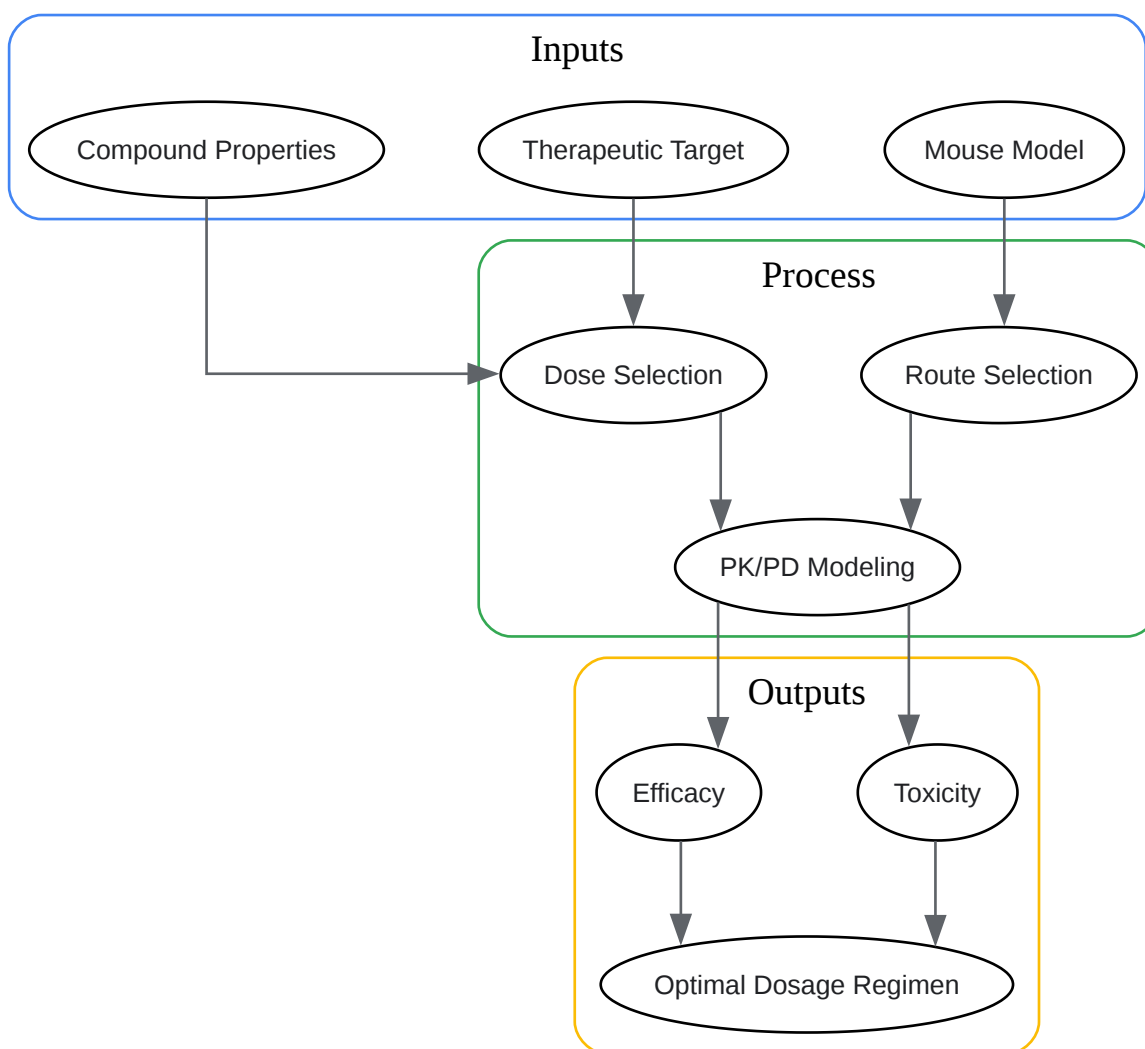 Inputs
Compound Properties
Therapeutic Target
Mouse Model
Process
Dose Selection
Route Selection
PK/PD Modeling
Outputs
Efficacy
Toxicity
Optimal Dosage Regimen